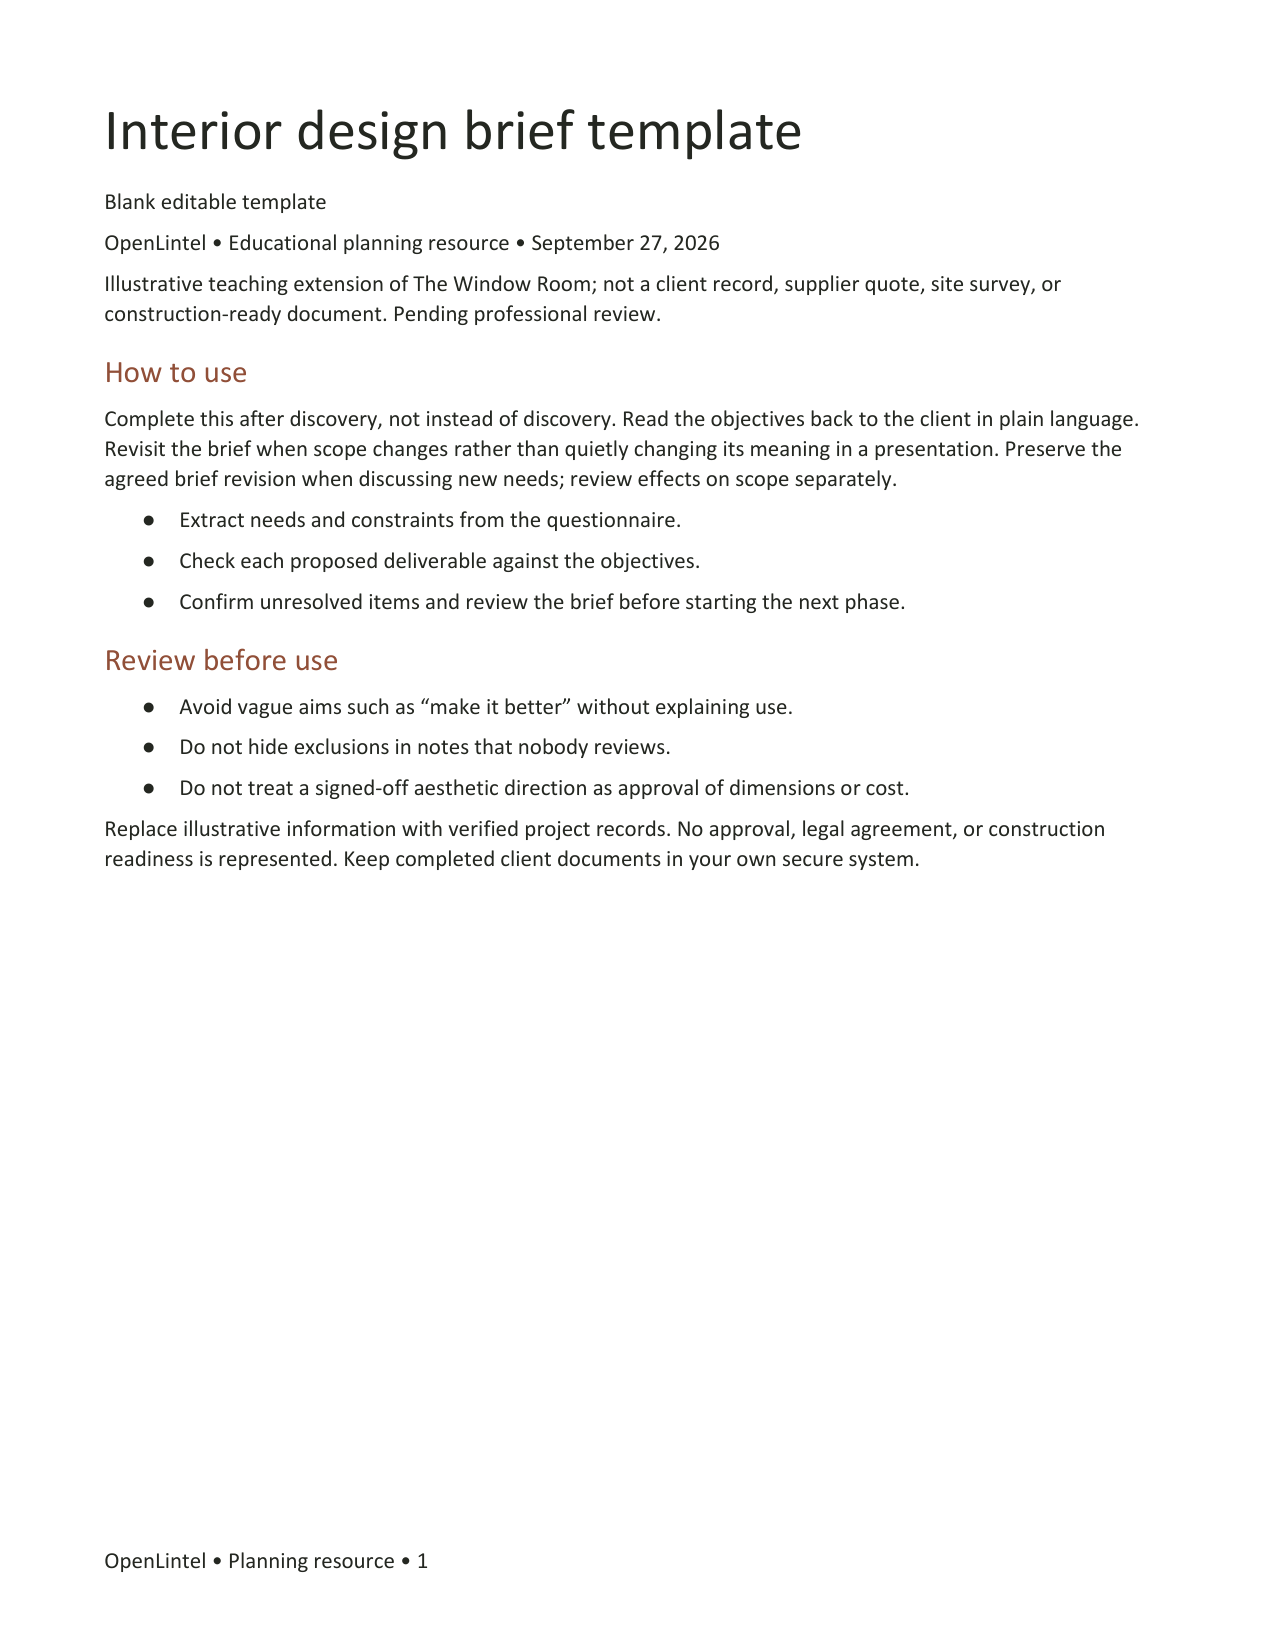 Interior design brief template
Blank editable template
OpenLintel • Educational planning resource • September 27, 2026
Illustrative teaching extension of The Window Room; not a client record, supplier quote, site survey, or
construction-ready document. Pending professional review.
How to use
Complete this after discovery, not instead of discovery. Read the objectives back to the client in plain language.
Revisit the brief when scope changes rather than quietly changing its meaning in a presentation. Preserve the
agreed brief revision when discussing new needs; review effects on scope separately.
● Extract needs and constraints from the questionnaire.
● Check each proposed deliverable against the objectives.
● Confirm unresolved items and review the brief before starting the next phase.
Review before use
● Avoid vague aims such as “make it better” without explaining use.
● Do not hide exclusions in notes that nobody reviews.
● Do not treat a signed-off aesthetic direction as approval of dimensions or cost.
Replace illustrative information with verified project records. No approval, legal agreement, or construction
readiness is represented. Keep completed client documents in your own secure system.
OpenLintel • Planning resource • 1